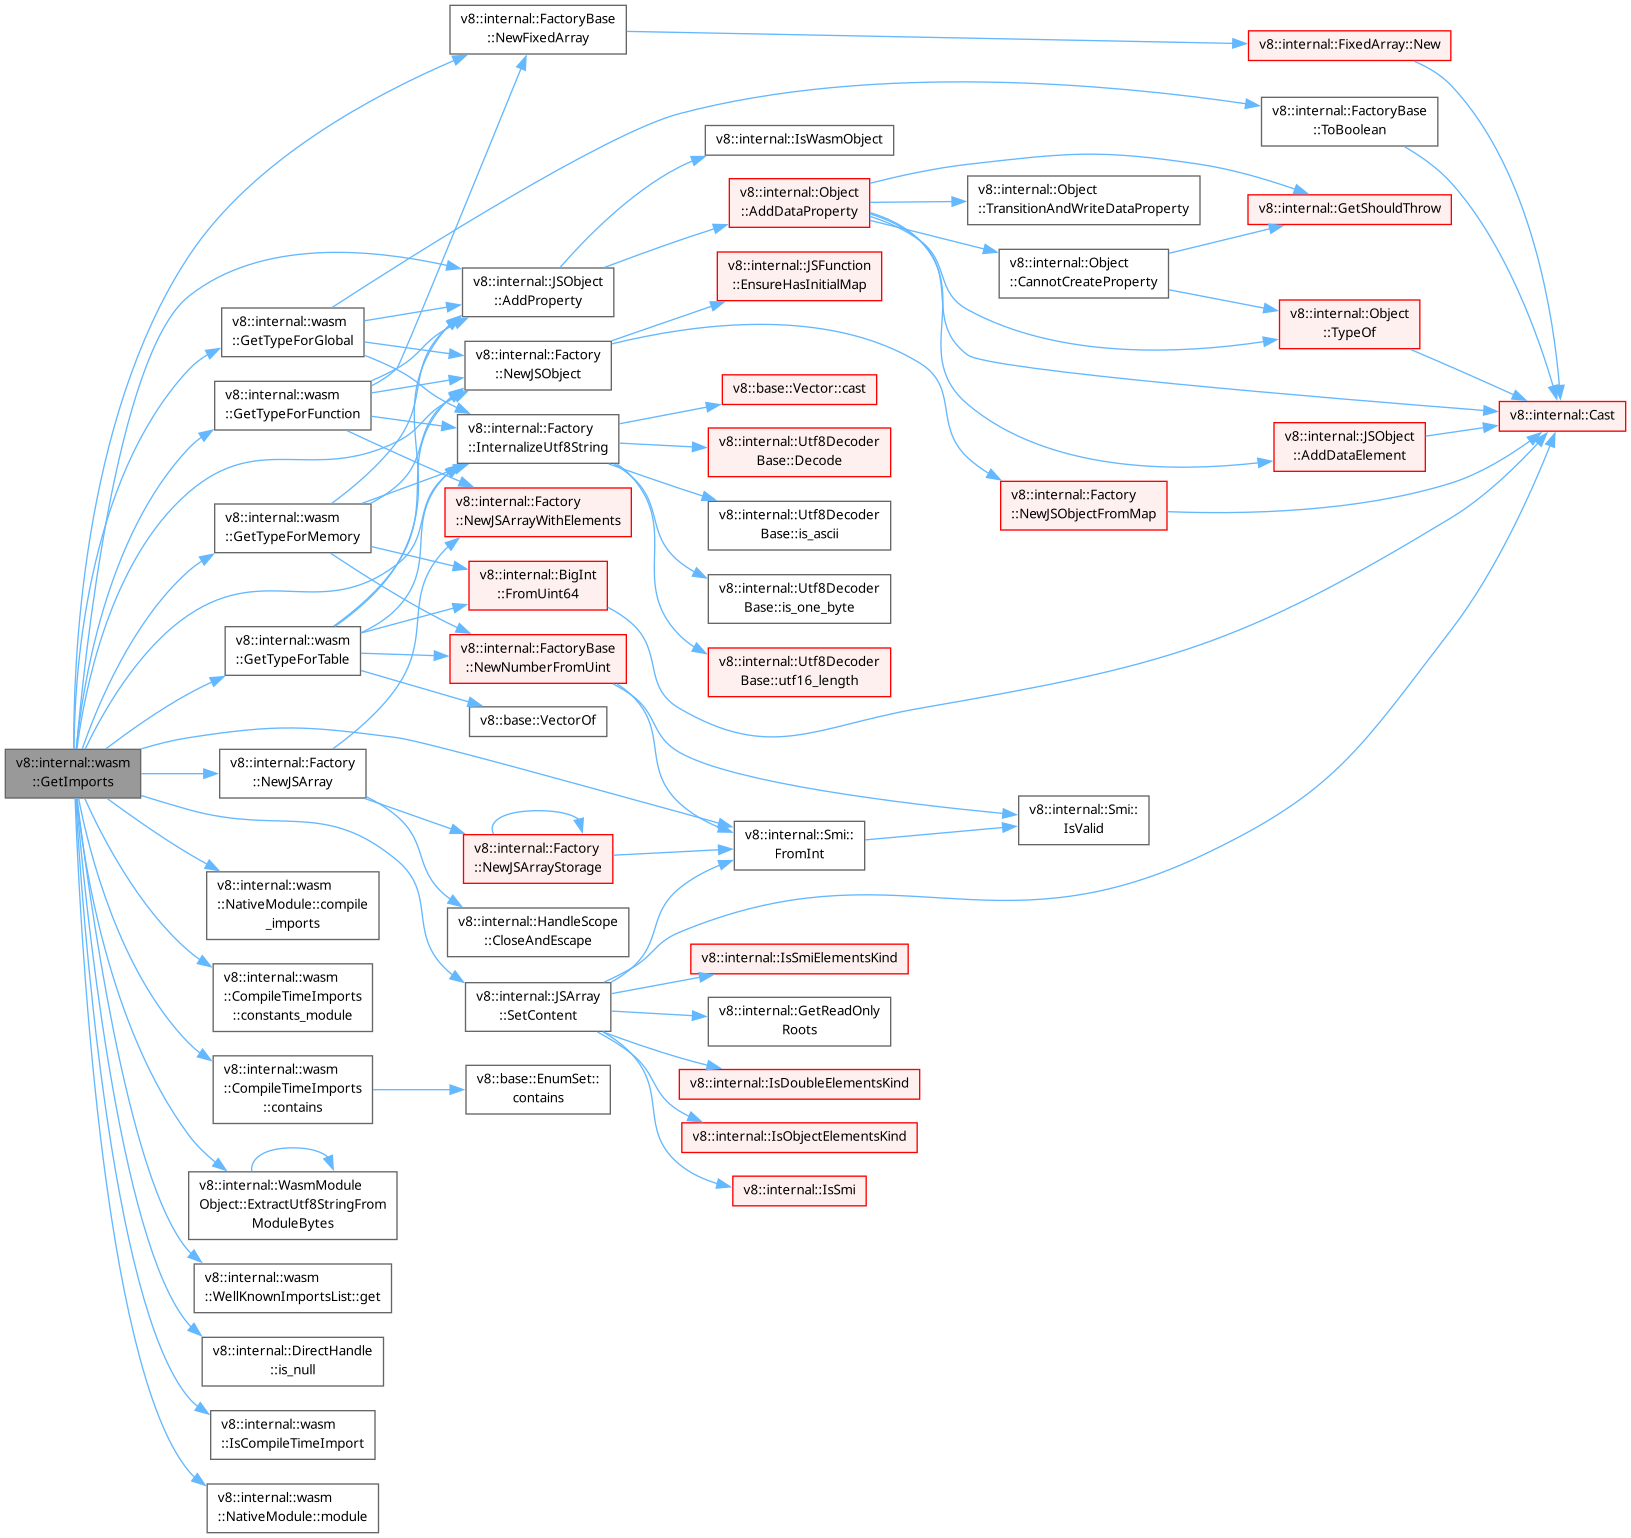 v8::internal::wasm
::GetImports
v8::internal::FactoryBase
::NewFixedArray
v8::internal::FixedArray::New
v8::internal::Cast
v8::internal::JSObject
::AddProperty
v8::internal::IsWasmObject
v8::internal::Object
::AddDataProperty
v8::internal::Object
::TransitionAndWriteDataProperty
v8::internal::GetShouldThrow
v8::internal::Object
::CannotCreateProperty
v8::internal::Object
::TypeOf
v8::internal::JSObject
::AddDataElement
v8::internal::FactoryBase
::ToBoolean
v8::internal::wasm
::GetTypeForGlobal
v8::internal::Factory
::NewJSObject
v8::internal::JSFunction
::EnsureHasInitialMap
v8::internal::Factory
::NewJSObjectFromMap
v8::internal::wasm
::GetTypeForFunction
v8::internal::Factory
::InternalizeUtf8String
v8::base::Vector::cast
v8::internal::Utf8Decoder
Base::Decode
v8::internal::Utf8Decoder
Base::is_ascii
v8::internal::Utf8Decoder
Base::is_one_byte
v8::internal::Utf8Decoder
Base::utf16_length
v8::internal::Factory
::NewJSArrayWithElements
v8::internal::wasm
::GetTypeForMemory
v8::internal::BigInt
::FromUint64
v8::internal::FactoryBase
::NewNumberFromUint
v8::internal::wasm
::GetTypeForTable
v8::base::VectorOf
v8::internal::Factory
::NewJSArray
v8::internal::Factory
::NewJSArrayStorage
v8::internal::HandleScope
::CloseAndEscape
v8::internal::Smi::
FromInt
v8::internal::Smi::
IsValid
v8::internal::JSArray
::SetContent
v8::internal::IsSmiElementsKind
v8::internal::GetReadOnly
Roots
v8::internal::IsDoubleElementsKind
v8::internal::IsObjectElementsKind
v8::internal::IsSmi
v8::internal::wasm
::NativeModule::compile
_imports
v8::internal::wasm
::CompileTimeImports
::constants_module
v8::internal::wasm
::CompileTimeImports
::contains
v8::base::EnumSet::
contains
v8::internal::WasmModule
Object::ExtractUtf8StringFrom
ModuleBytes
v8::internal::wasm
::WellKnownImportsList::get
v8::internal::DirectHandle
::is_null
v8::internal::wasm
::IsCompileTimeImport
v8::internal::wasm
::NativeModule::module